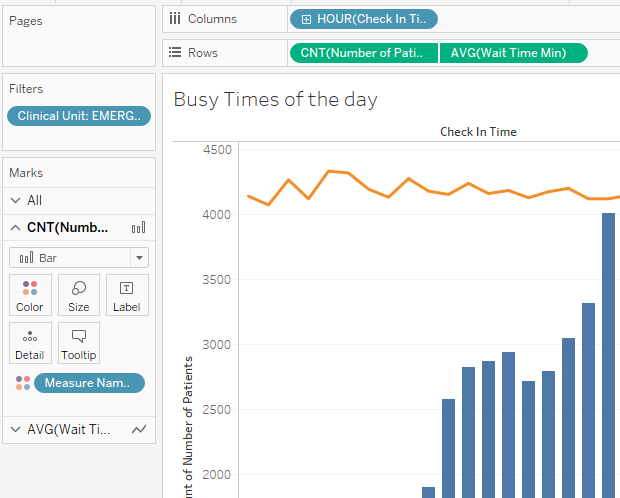 Pages
Columns
HOUR(Check In Ti..
Rows
CNT(Number of Pati..
AVG(Wait Time Min)
Filters
Clinical Unit: EMERG..
Marks
All
CNT(Numb...
Bar
Color
Size
Label
Detail
Tooltip
Measure Nam..
AVG(Wait Ti...
Busy Times of the day
Check In Time
4500
4000
3500
3000
2500
2000
nt of Number of Patients